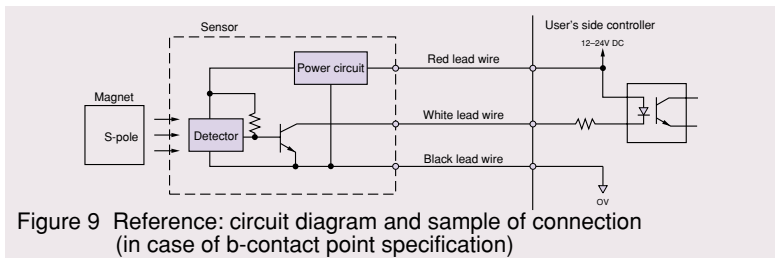 Sensor
User's side controller
12–24V DC
Power circuit
Red lead wire
Magnet
S-pole
Detector
White lead wire
Black lead wire
OV
Figure 9 Reference: circuit diagram and sample of connection
(in case of b-contact point specification)